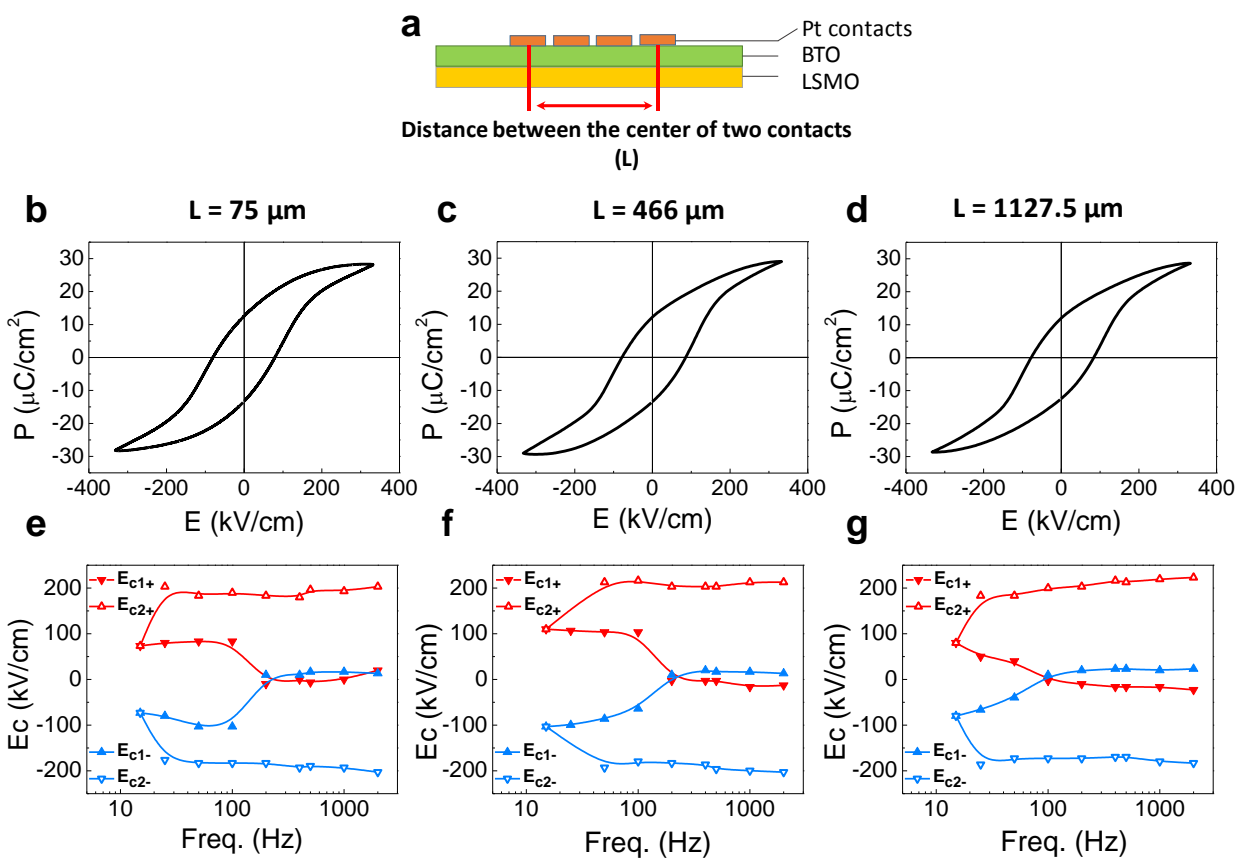 a
Pt contacts
BTO
LSMO
Distance between the center of two contacts
(L)
b L = 75 µm
30
20
10
0
-10
-20
-30
P (µC/cm²)
-400 -200 0 200 400
E (kV/cm)
c L = 466 µm
30
20
10
0
-10
-20
-30
P (µC/cm²)
-400 -200 0 200 400
E (kV/cm)
d L = 1127.5 µm
30
20
10
0
-10
-20
-30
P (µC/cm²)
-400 -200 0 200 400
E (kV/cm)
e
200
100
0
-100
-200
Ec (kV/cm)
Ec1+
Ec2+
Ec1-
Ec2-
10 100 1000
Freq. (Hz)
f
200
100
0
-100
-200
Ec (kV/cm)
Ec1+
Ec2+
Ec1-
Ec2-
10 100 1000
Freq. (Hz)
g
200
100
0
-100
-200
Ec (kV/cm)
Ec1+
Ec2+
Ec1-
Ec2-
10 100 1000
Freq. (Hz)